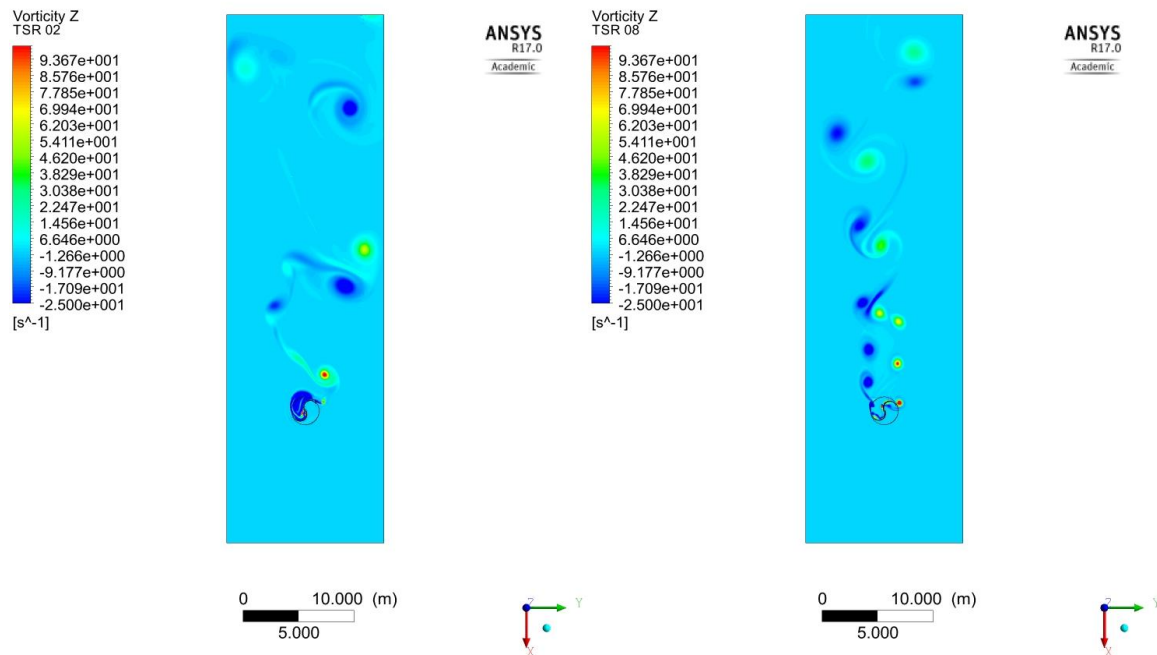 Vorticity Z
TSR 02
9.367e+001
8.576e+001
7.785e+001
6.994e+001
6.203e+001
5.411e+001
4.620e+001
3.829e+001
3.038e+001
2.247e+001
1.456e+001
6.646e+000
-1.266e+000
-9.177e+000
-1.709e+001
-2.500e+001
[s^-1]
ANSYS
R17.0
Academic
0 10.000 (m)
5.000
Z
Y
X
Vorticity Z
TSR 08
9.367e+001
8.576e+001
7.785e+001
6.994e+001
6.203e+001
5.411e+001
4.620e+001
3.829e+001
3.038e+001
2.247e+001
1.456e+001
6.646e+000
-1.266e+000
-9.177e+000
-1.709e+001
-2.500e+001
[s^-1]
ANSYS
R17.0
Academic
0 10.000 (m)
5.000
Z
Y
X